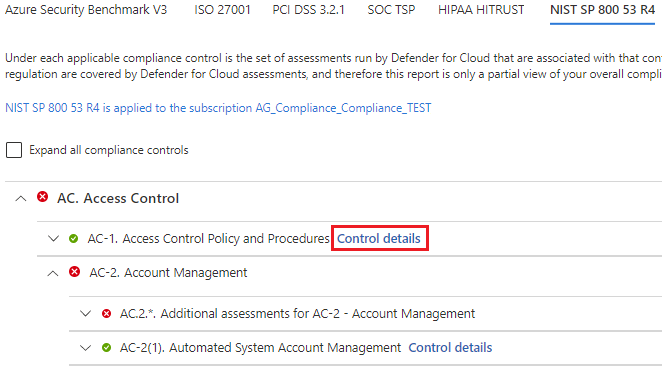 Azure Security Benchmark V3 ISO 27001 PCI DSS 3.2.1 SOC TSP HIPAA HITRUST NIST SP 800 53 R4
Under each applicable compliance control is the set of assessments run by Defender for Cloud that are associated with that con
regulation are covered by Defender for Cloud assessments, and therefore this report is only a partial view of your overall compli
NIST SP 800 53 R4 is applied to the subscription AG_Compliance_Compliance_TEST
Expand all compliance controls
AC. Access Control
AC-1. Access Control Policy and Procedures Control details
AC-2. Account Management
AC.2.*. Additional assessments for AC-2 - Account Management
AC-2(1). Automated System Account Management Control details